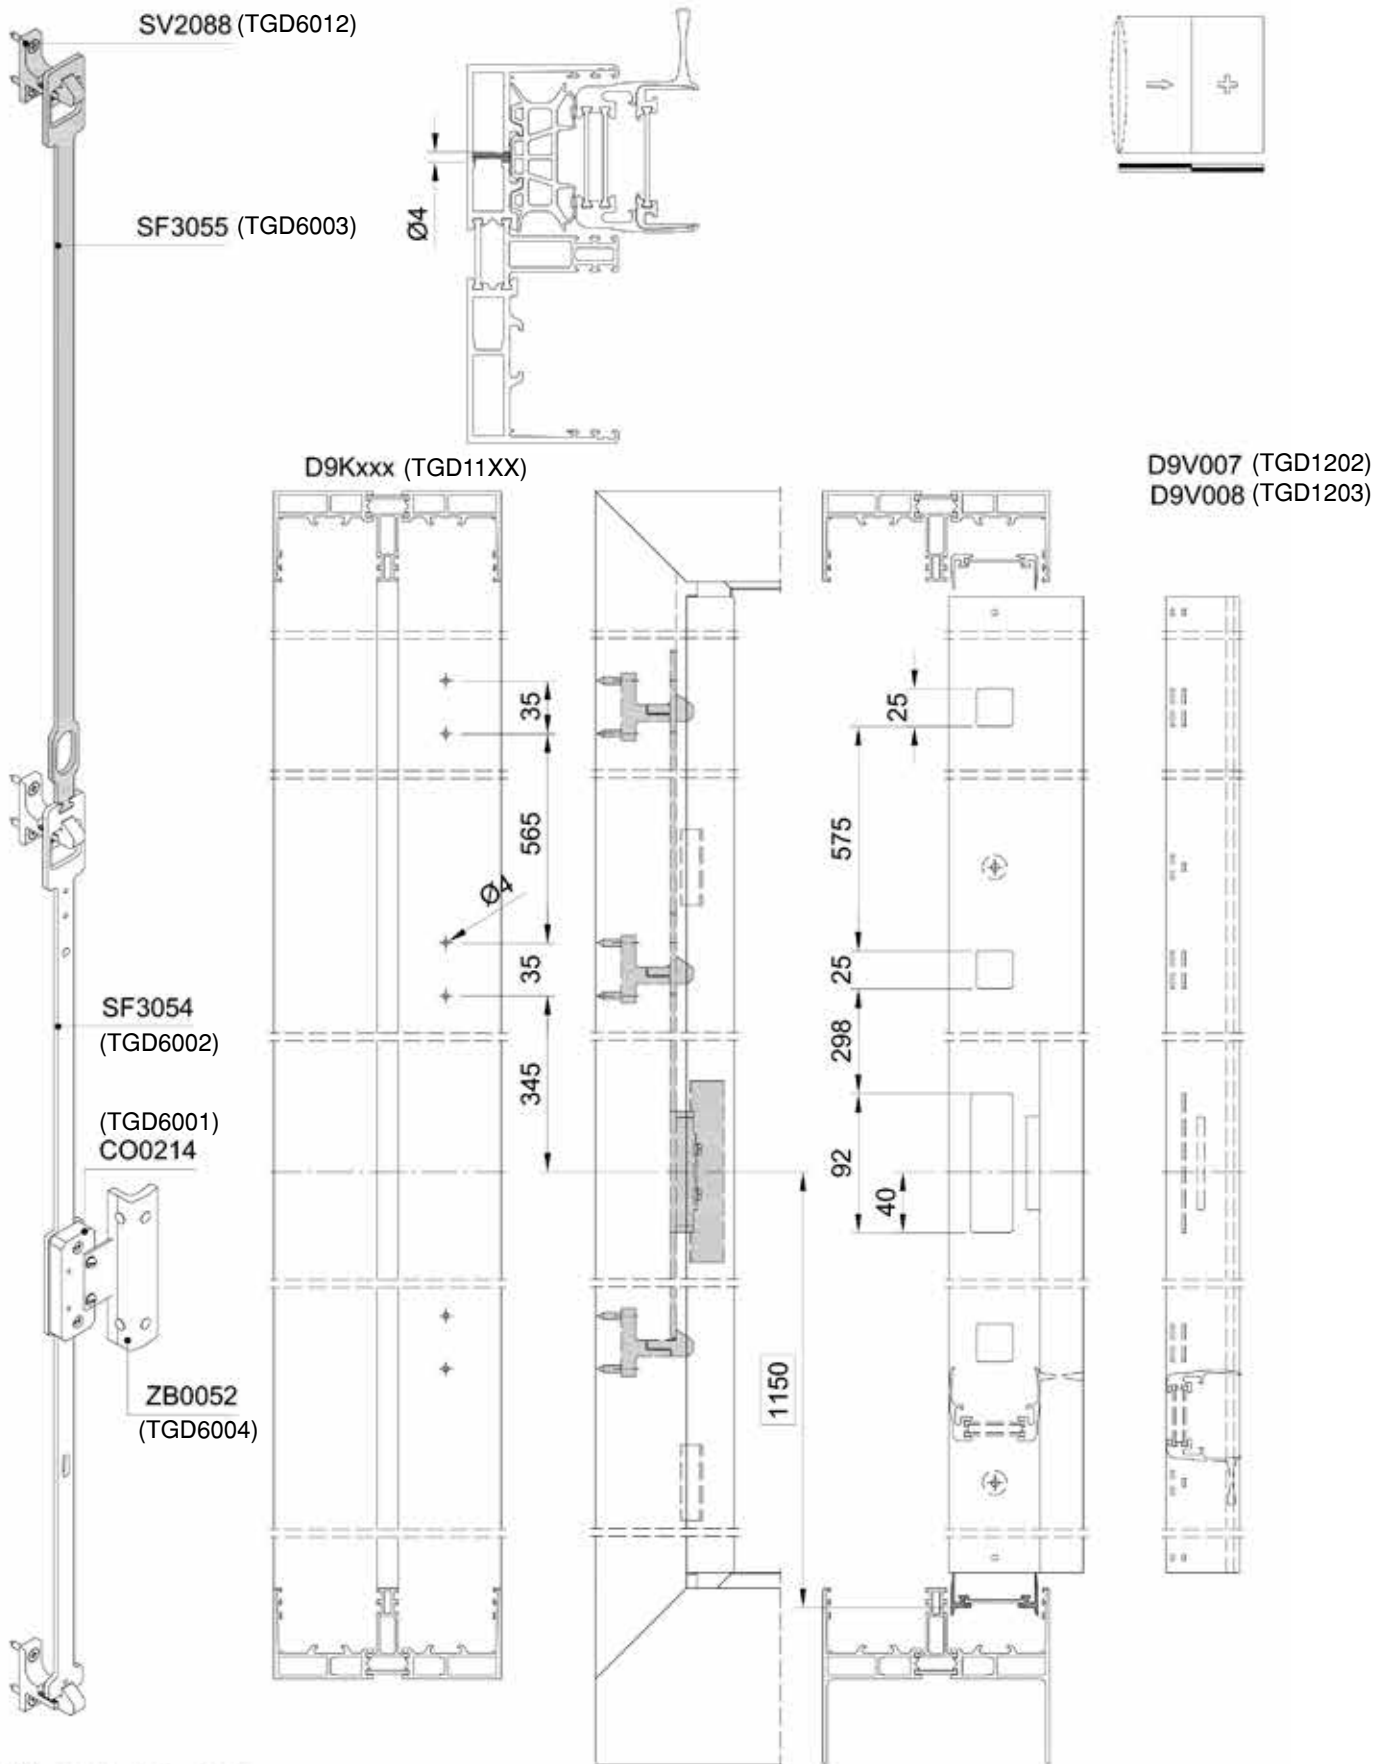 SV2088 (TGD6012)
SF3055 (TGD6003)
Ø4
D9Kxxx (TGD11XX)
D9V007 (TGD1202)
D9V008 (TGD1203)
35
25
565
575
Ø4
35
25
SF3054
(TGD6002)
298
345
(TGD6001)
CO0214
92
40
ZB0052
(TGD6004)
1150